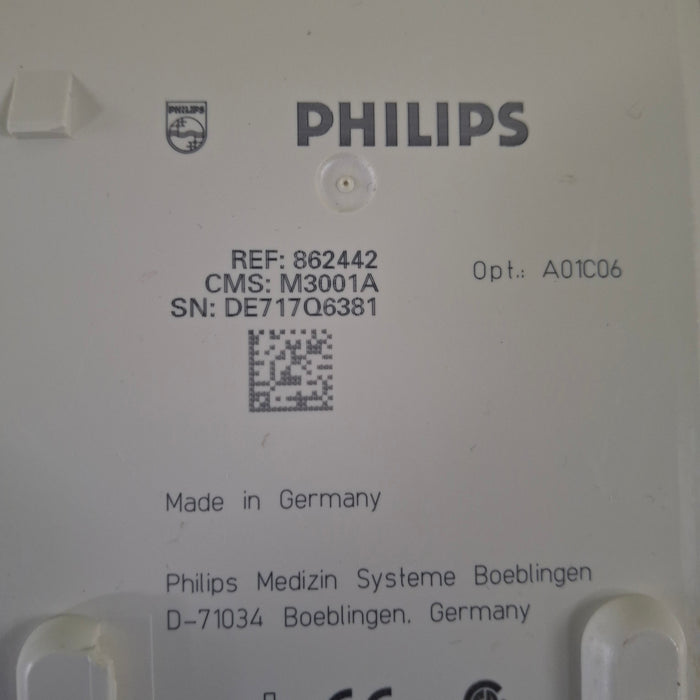 PHILIPS
PHILIPS
REF: 862442
CMS: M3001A
SN: DE717Q6381
Opt.: A01C06
Made in Germany
Philips Medizin Systeme Boeblingen
D-71034 Boeblingen. Germany